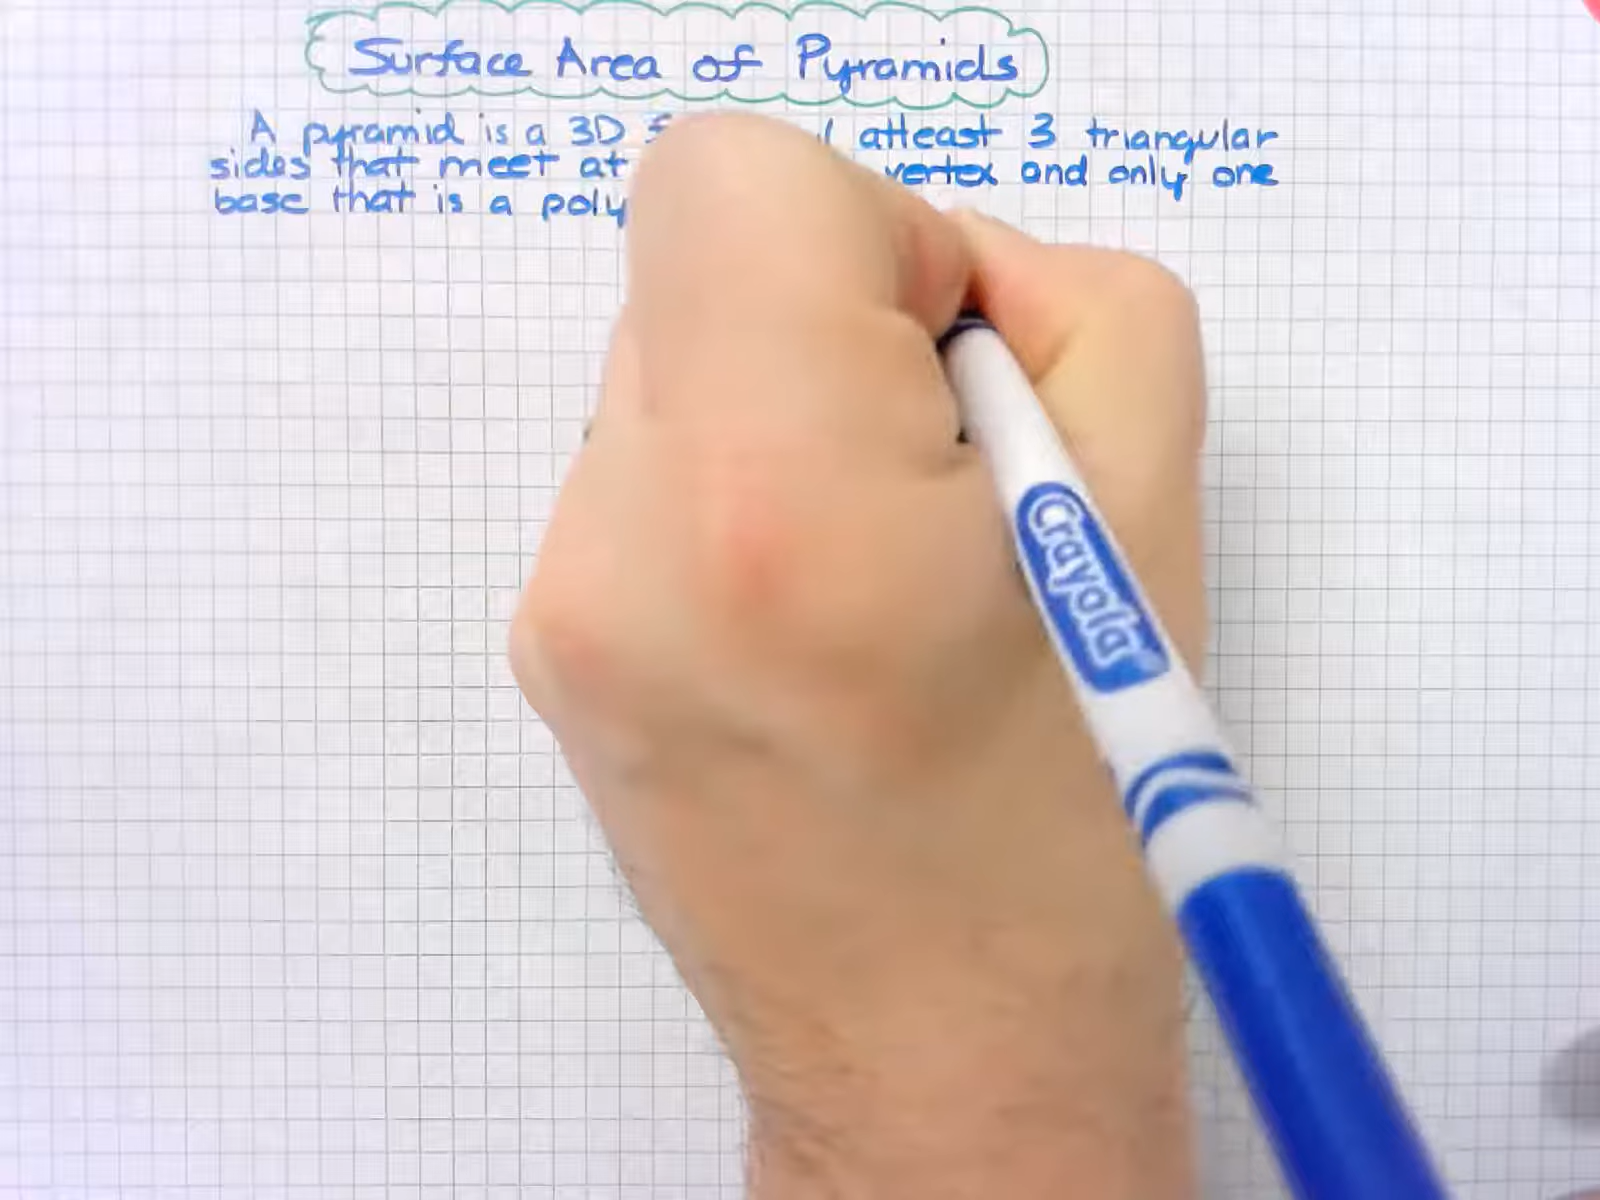 Surface Area of Pyramids
A pyramid is a 3D atleast 3 triangular
sides that meet at vertex and only one
base that is a
Crayola